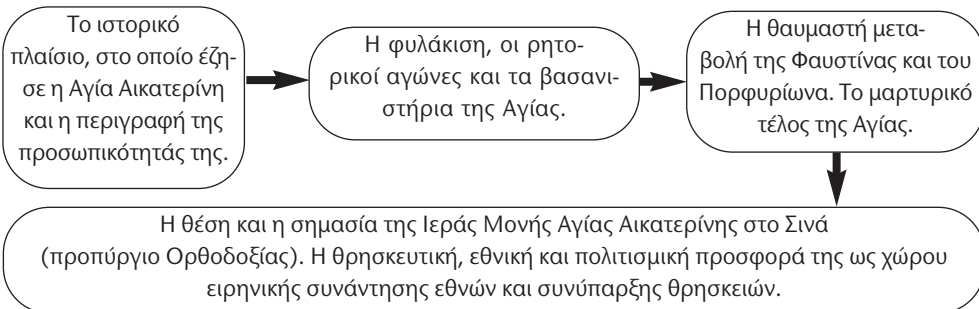 Το ιστορικό
πλαίσιο, στο οποίο έζη-
σε η Αγία Αικατερίνη
και η περιγραφή της
προσωπικότητάς της.
Η φυλάκιση, οι ρητο-
ρικοί αγώνες και τα βασανι-
στήρια της Αγίας.
Η θαυμαστή μετα-
βολή της Φαυστίνας και του
Πορφυρίωνα. Το μαρτυρικό
τέλος της Αγίας.
Η θέση και η σημασία της Ιεράς Μονής Αγίας Αικατερίνης στο Σινά
(προπύργιο Ορθοδοξίας). Η θρησκευτική, εθνική και πολιτισμική προσφορά της ως χώρου
ειρηνικής συνάντησης εθνών και συνύπαρξης θρησκειών.